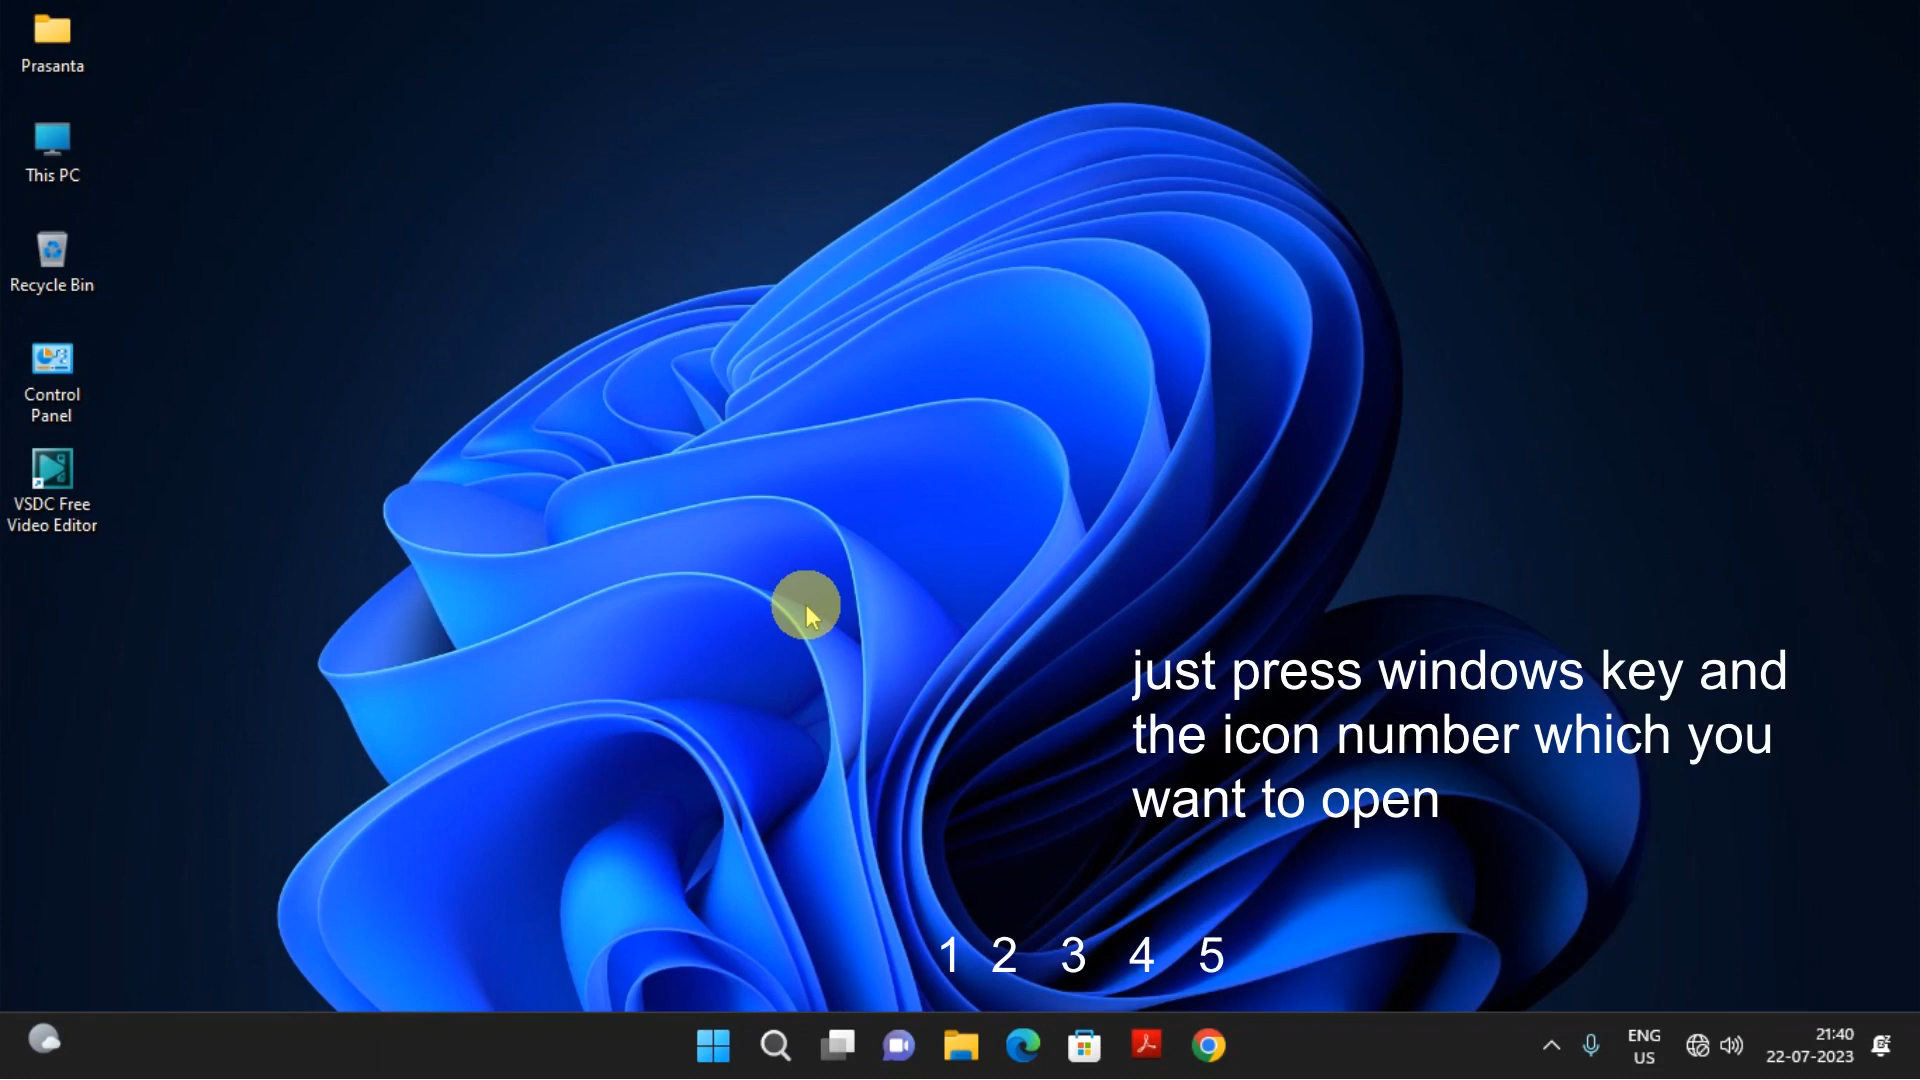 Prasanta
This PC
Recycle Bin
Control
Panel
VSDC Free
Video Editor
just press windows key and
the icon number which you
want to open
1 2 3 4 5
ENG
US
21:40
22-07-2023